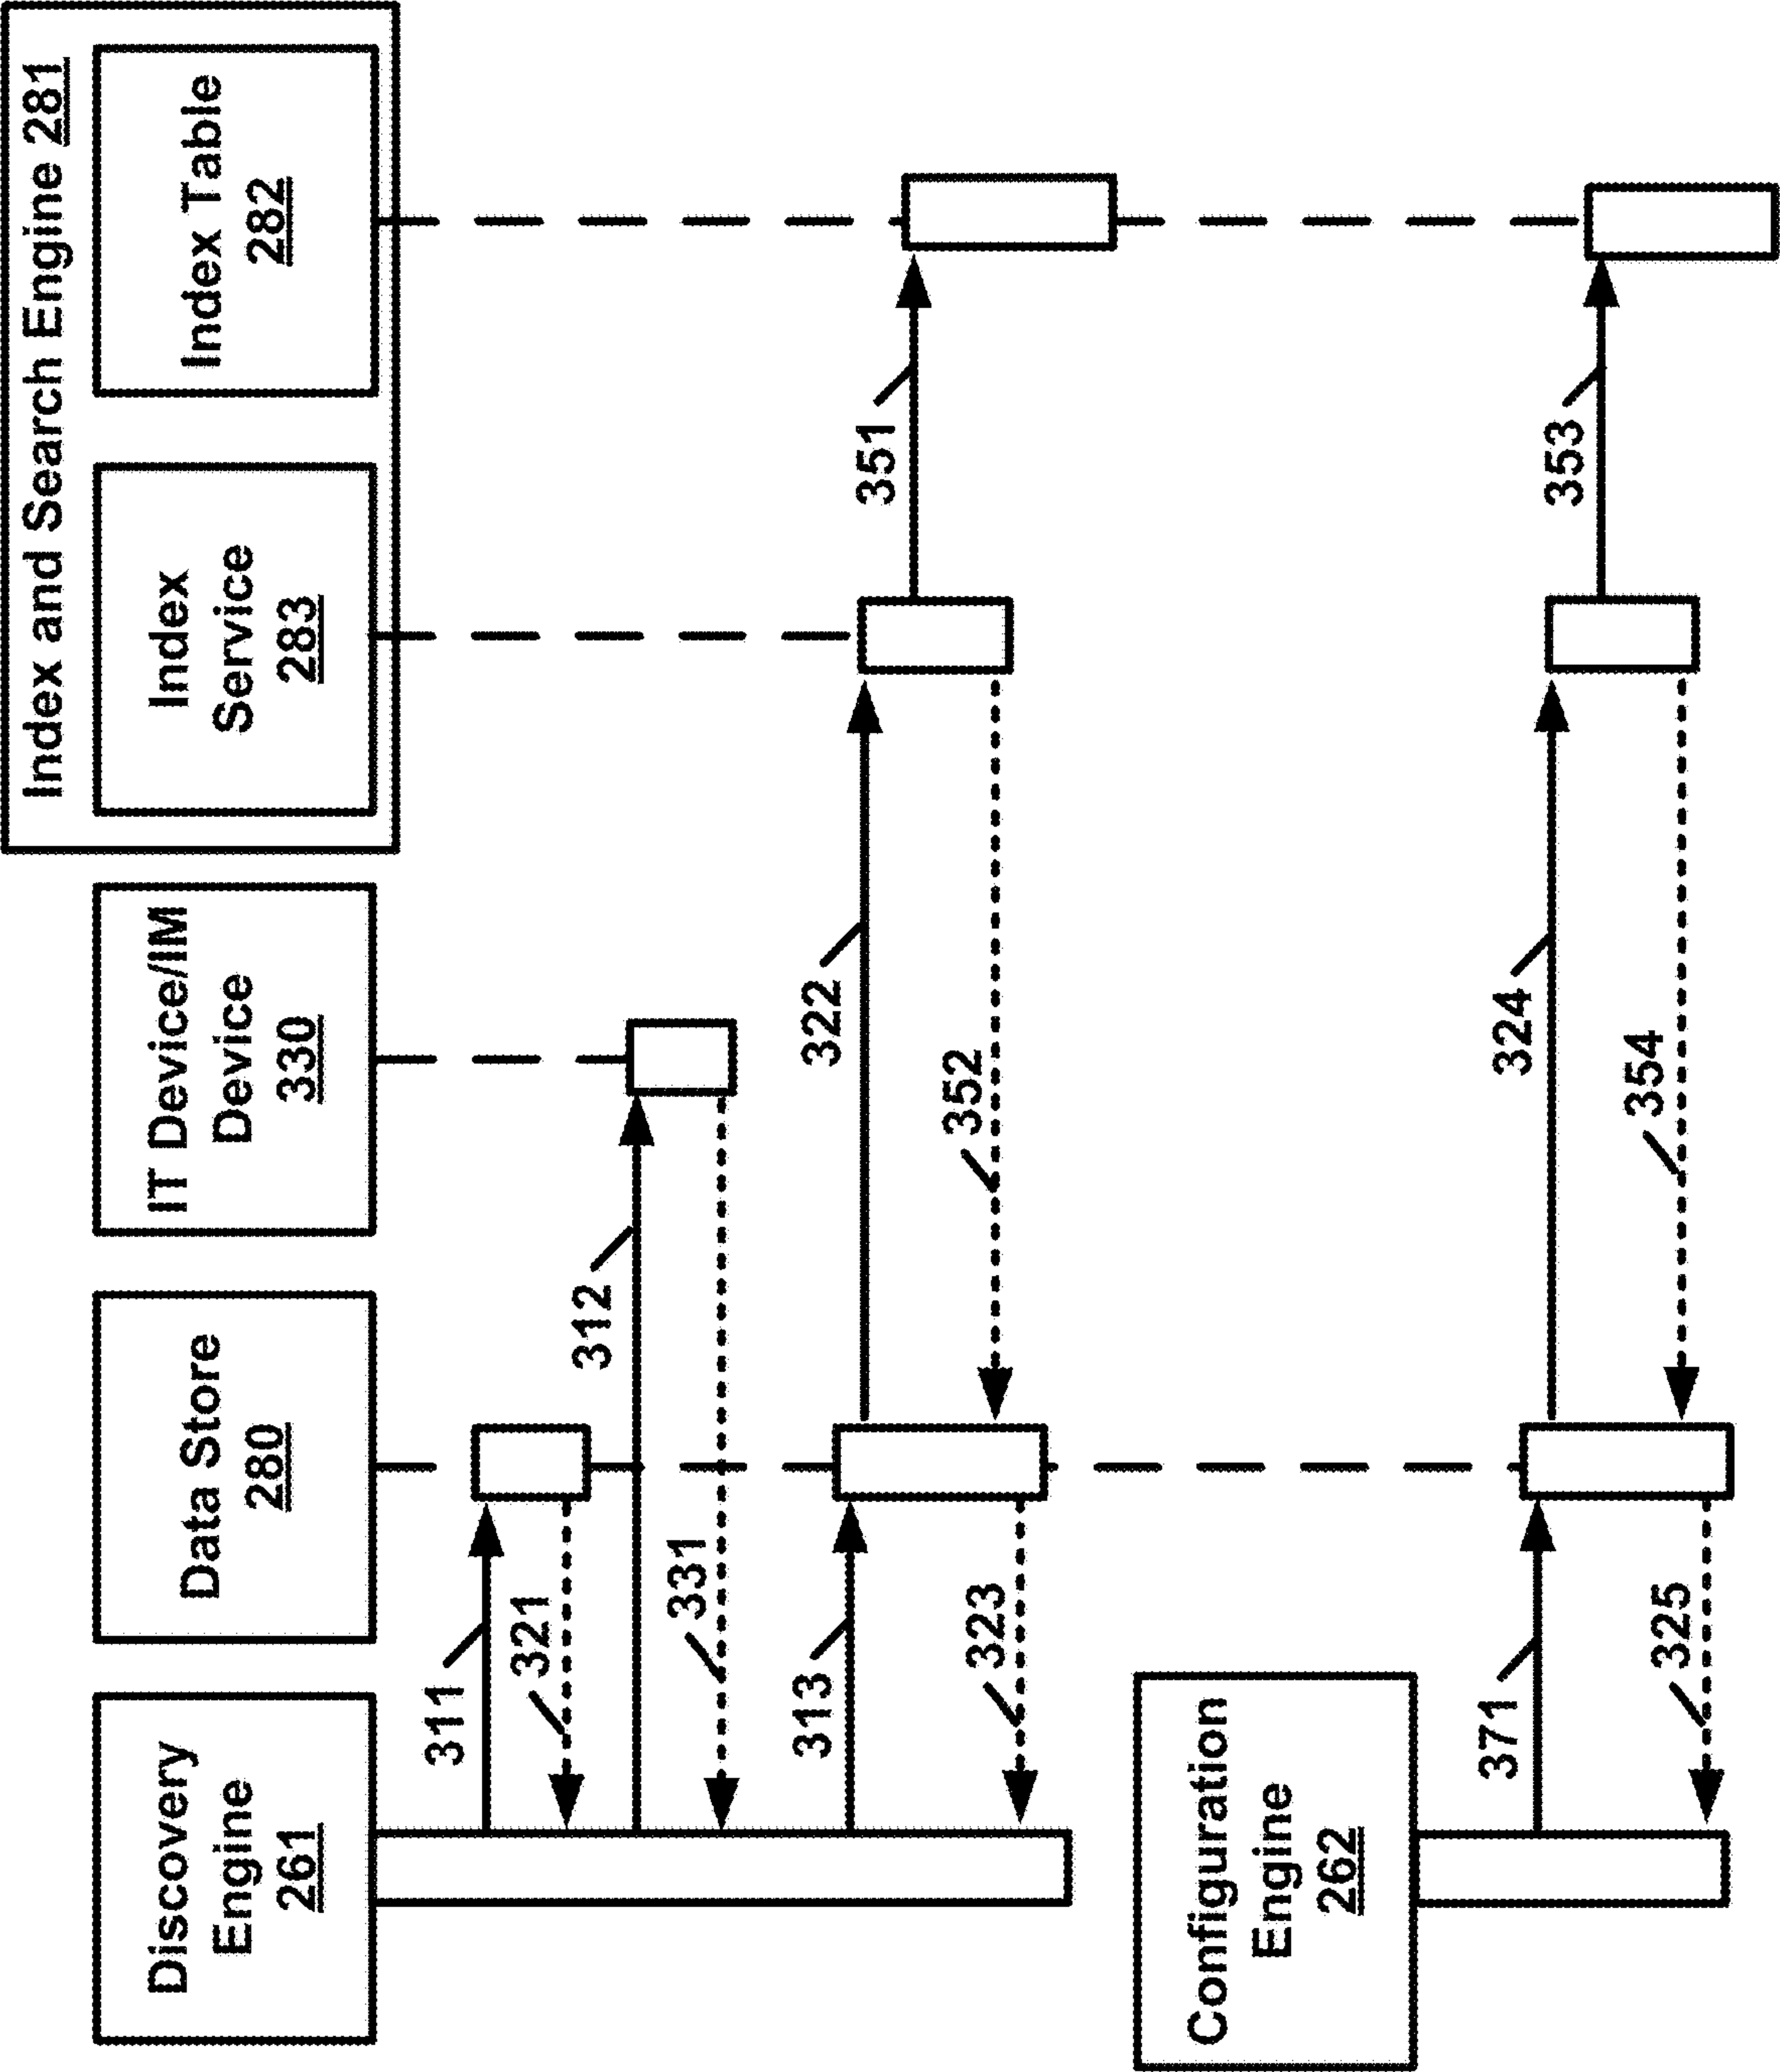 Discovery
Engine
261
Data Store
280
IT Device/IM
Device
330
Index and Search Engine 281
Index
Service
283
Index Table
282
311
321
312
331
313
322
351
352
323
Configuration
Engine
262
371
324
353
354
325